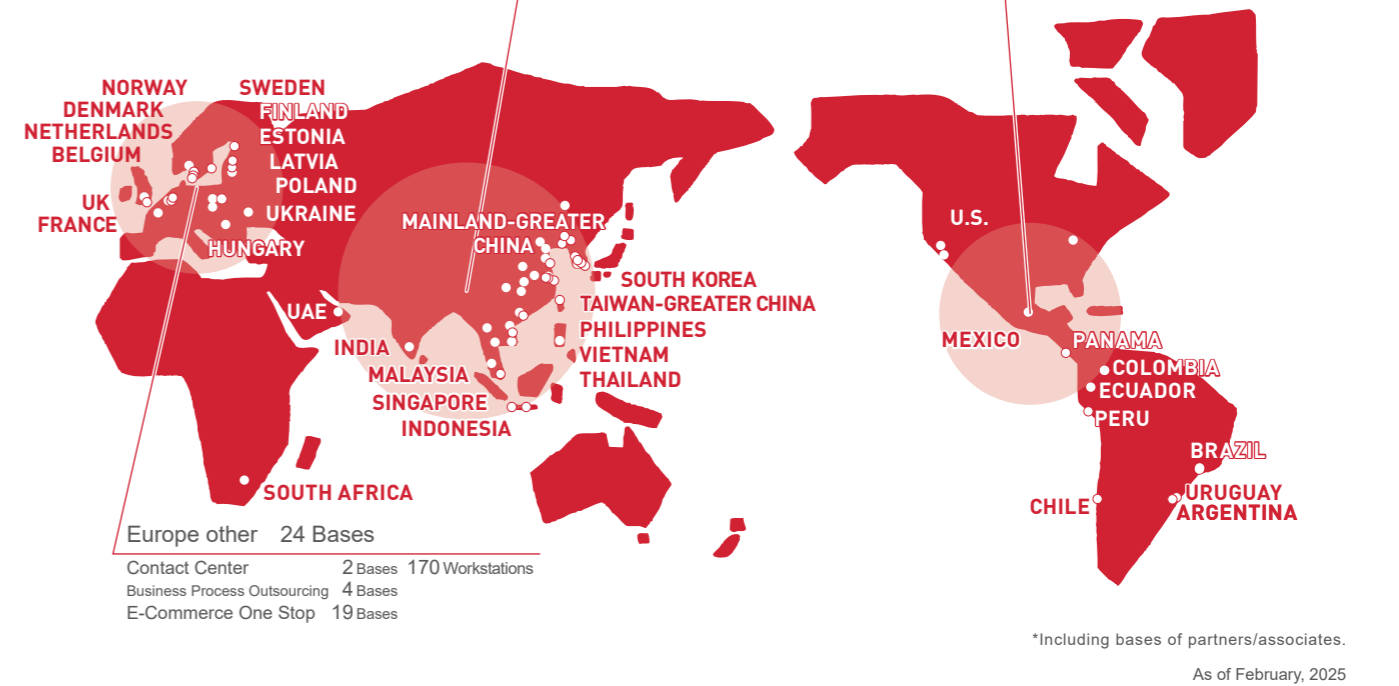 NORWAY
DENMARK
NETHERLANDS
BELGIUM
UK
FRANCE
SWEDEN
FINLAND
ESTONIA
LATVIA
POLAND
UKRAINE
HUNGARY
MAINLAND-GREATER
CHINA
UAE
INDIA
MALAYSIA
SINGAPORE
INDONESIA
SOUTH KOREA
TAIWAN-GREATER CHINA
PHILIPPINES
VIETNAM
THAILAND
SOUTH AFRICA
U.S.
MEXICO
PANAMA
COLOMBIA
ECUADOR
PERU
BRAZIL
CHILE
URUGUAY
ARGENTINA
Europe other 24 Bases
Contact Center 2 Bases 170 Workstations
Business Process Outsourcing 4 Bases
E-Commerce One Stop 19 Bases
*Including bases of partners/associates.
As of February, 2025